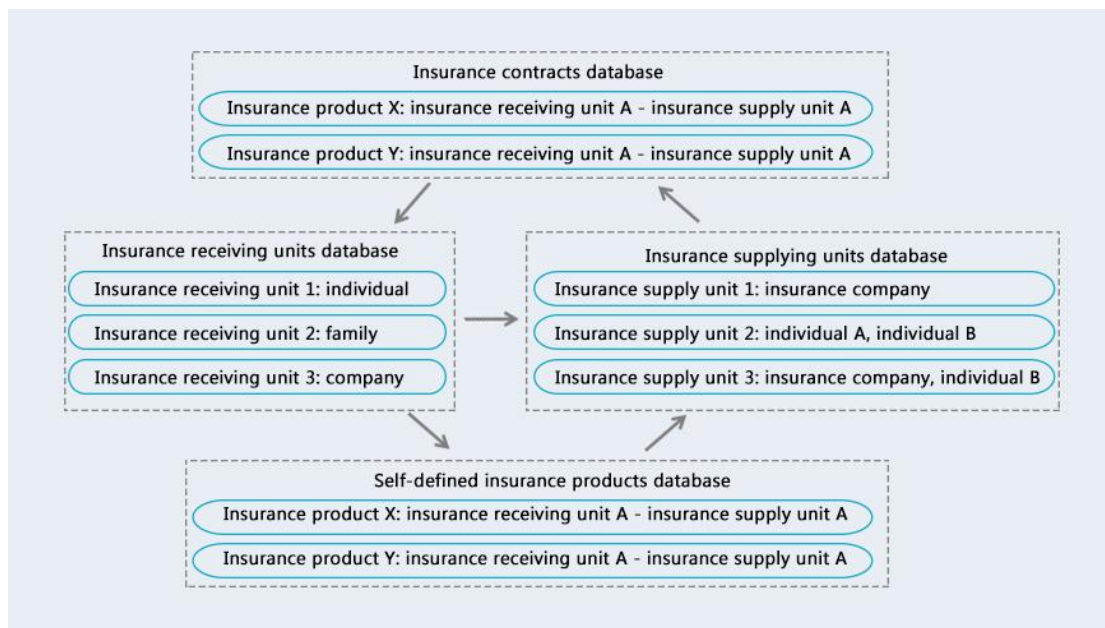 Insurance contracts database
Insurance product X: insurance receiving unit A - insurance supply unit A
Insurance product Y: insurance receiving unit A - insurance supply unit A
Insurance receiving units database
Insurance receiving unit 1: individual
Insurance receiving unit 2: family
Insurance receiving unit 3: company
Insurance supplying units database
Insurance supply unit 1: insurance company
Insurance supply unit 2: individual A, individual B
Insurance supply unit 3: insurance company, individual B
Self-defined insurance products database
Insurance product X: insurance receiving unit A - insurance supply unit A
Insurance product Y: insurance receiving unit A - insurance supply unit A